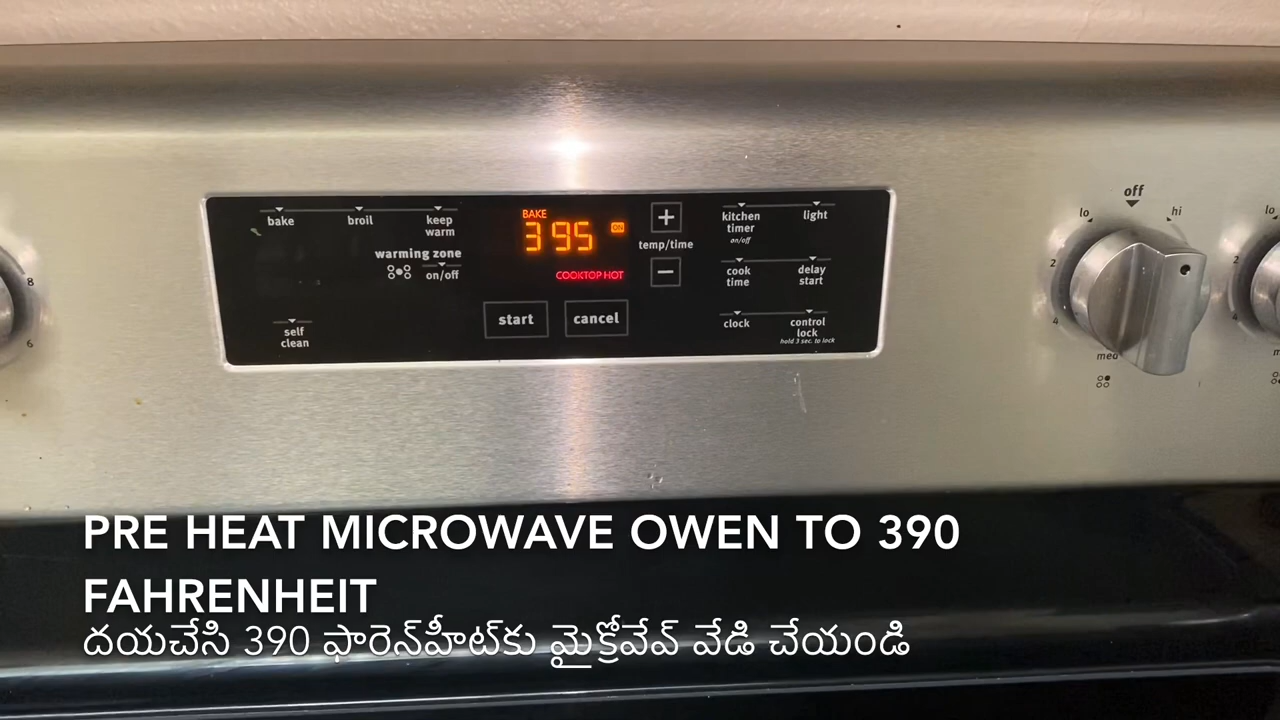 bake
broil
keep
warm
warming zone
on/off
self
clean
BAKE
395 ON
COOKTOP HOT
start
cancel
+
temp/time
−
kitchen
timer
on/off
light
cook
time
delay
start
clock
control
lock
hold 3 sec. to lock
8
6
off
lo
hi
2
4
med
lo
2
4
PRE HEAT MICROWAVE OWEN TO 390
FAHRENHEIT
దయచేసి 390 ఫారెన్‌హీట్‌కు మైక్రోవేవ్ వేడి చేయండి